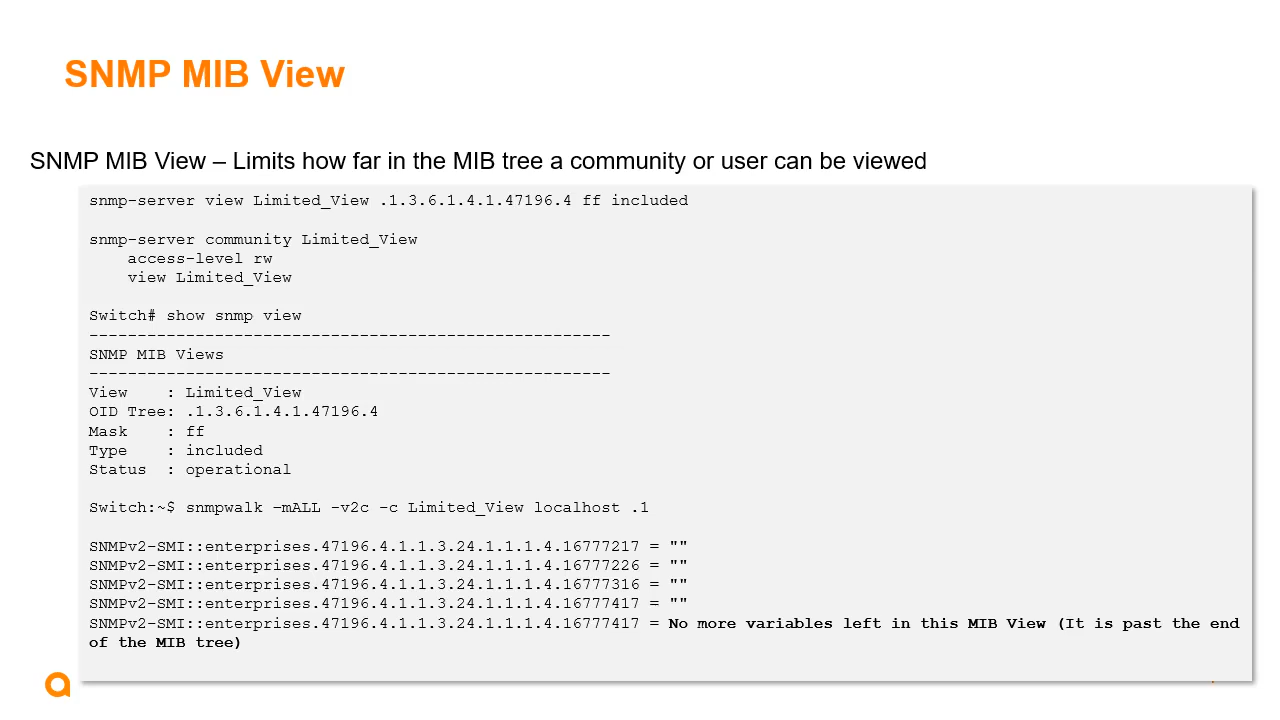 SNMP MIB View
SNMP MIB View – Limits how far in the MIB tree a community or user can be viewed
snmp-server view Limited_View .1.3.6.1.4.1.47196.4 ff included
snmp-server community Limited_View
    access-level rw
    view Limited_View
Switch# show snmp view
------------------------------------------------------
SNMP MIB Views
------------------------------------------------------
View    : Limited_View
OID Tree: .1.3.6.1.4.1.47196.4
Mask    : ff
Type    : included
Status  : operational
Switch:~$ snmpwalk –mALL -v2c -c Limited_View localhost .1
SNMPv2-SMI::enterprises.47196.4.1.1.3.24.1.1.1.4.16777217 = ""
SNMPv2-SMI::enterprises.47196.4.1.1.3.24.1.1.1.4.16777226 = ""
SNMPv2-SMI::enterprises.47196.4.1.1.3.24.1.1.1.4.16777316 = ""
SNMPv2-SMI::enterprises.47196.4.1.1.3.24.1.1.1.4.16777417 = ""
SNMPv2-SMI::enterprises.47196.4.1.1.3.24.1.1.1.4.16777417 = No more variables left in this MIB View (It is past the end
of the MIB tree)